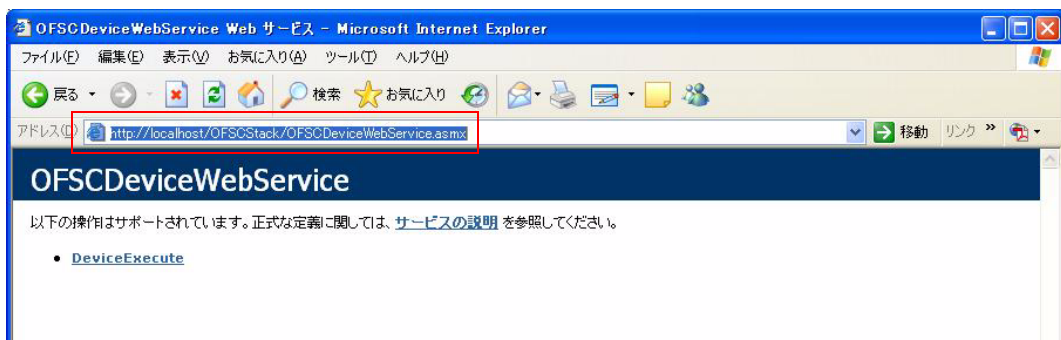 OFSCDeviceWebService Web サービス - Microsoft Internet Explorer
ファイル(F) 編集(E) 表示(V) お気に入り(A) ツール(T) ヘルプ(H)
戻る 検索 お気に入り
アドレス(D) http://localhost/OFSCStack/OFSCDeviceWebService.asmx 移動 リンク »
OFSCDeviceWebService
以下の操作はサポートされています。正式な定義に関しては、サービスの説明 を参照してください。
• DeviceExecute